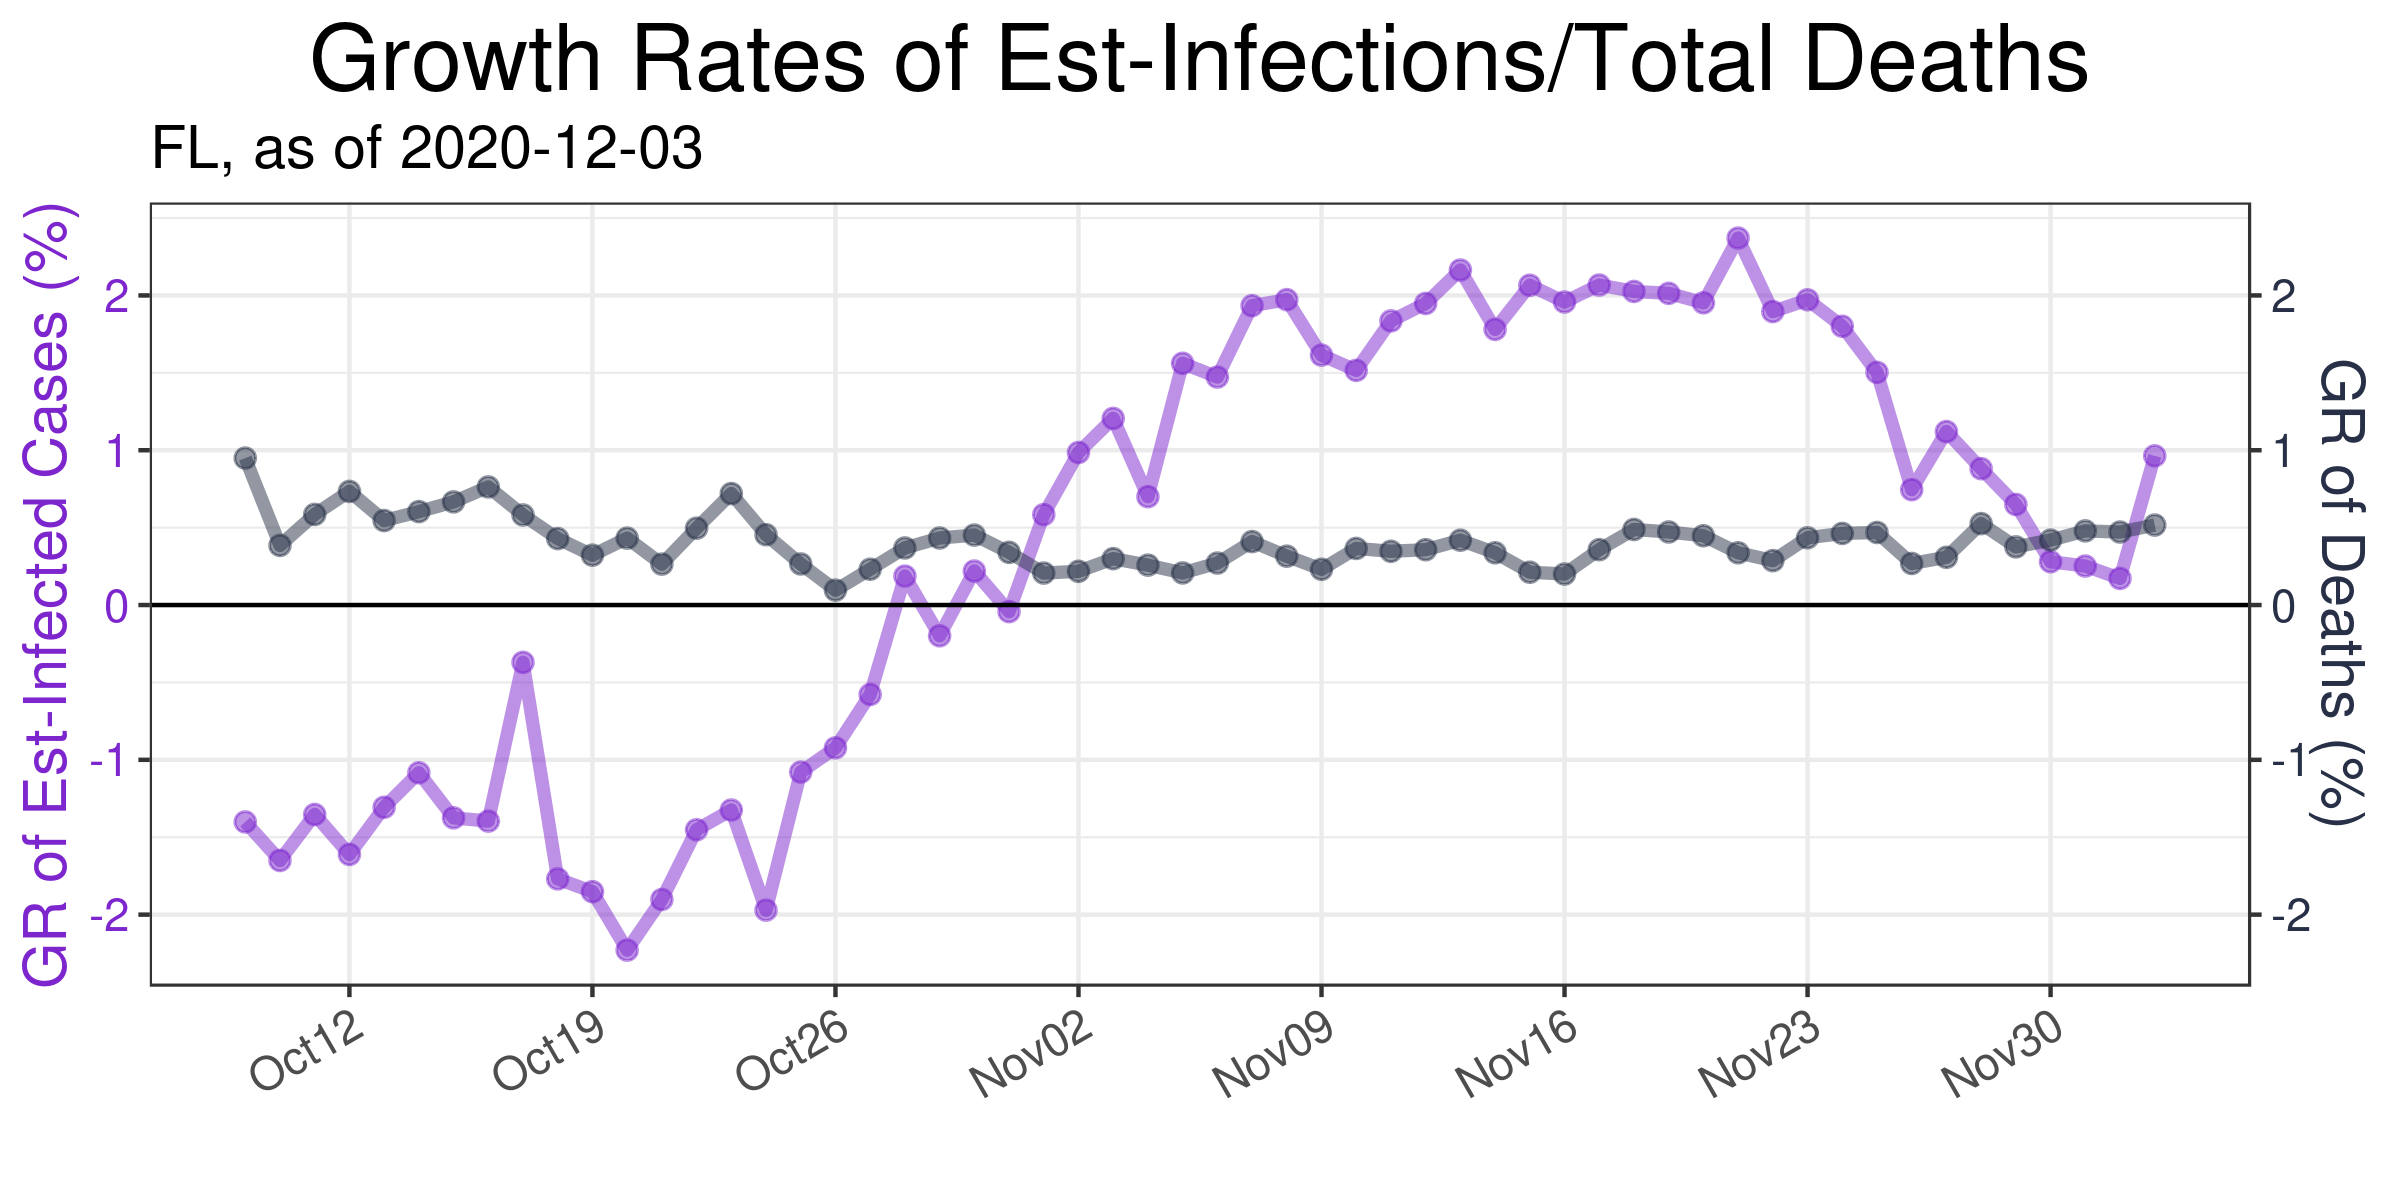 Growth Rates of Est-Infections/Total Deaths
FL, as of 2020-12-03
GR of Est-Infected Cases (%)
2
1
0
-1
-2
2
1
0
-1
-2
GR of Deaths (%)
Oct12
Oct19
Oct26
Nov02
Nov09
Nov16
Nov23
Nov30